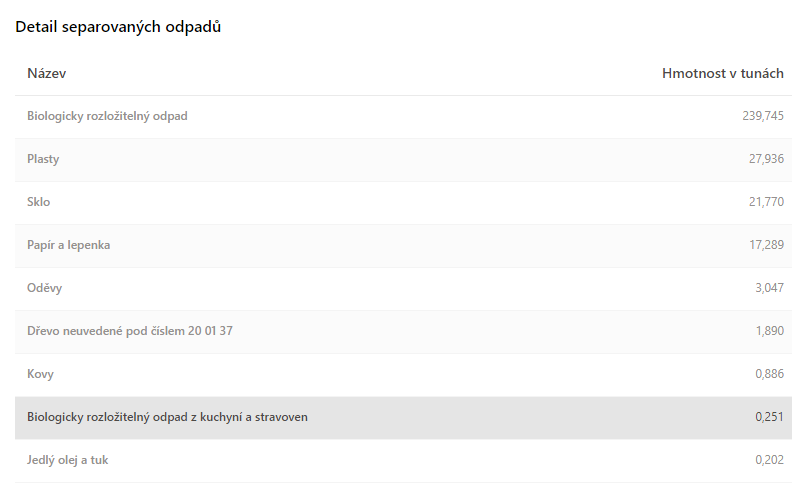 Detail separovaných odpadů
Název Hmotnost v tunách
Biologicky rozložitelný odpad 239,745
Plasty 27,936
Sklo 21,770
Papír a lepenka 17,289
Oděvy 3,047
Dřevo neuvedené pod číslem 20 01 37 1,890
Kovy 0,886
Biologicky rozložitelný odpad z kuchyní a stravoven 0,251
Jedlý olej a tuk 0,202